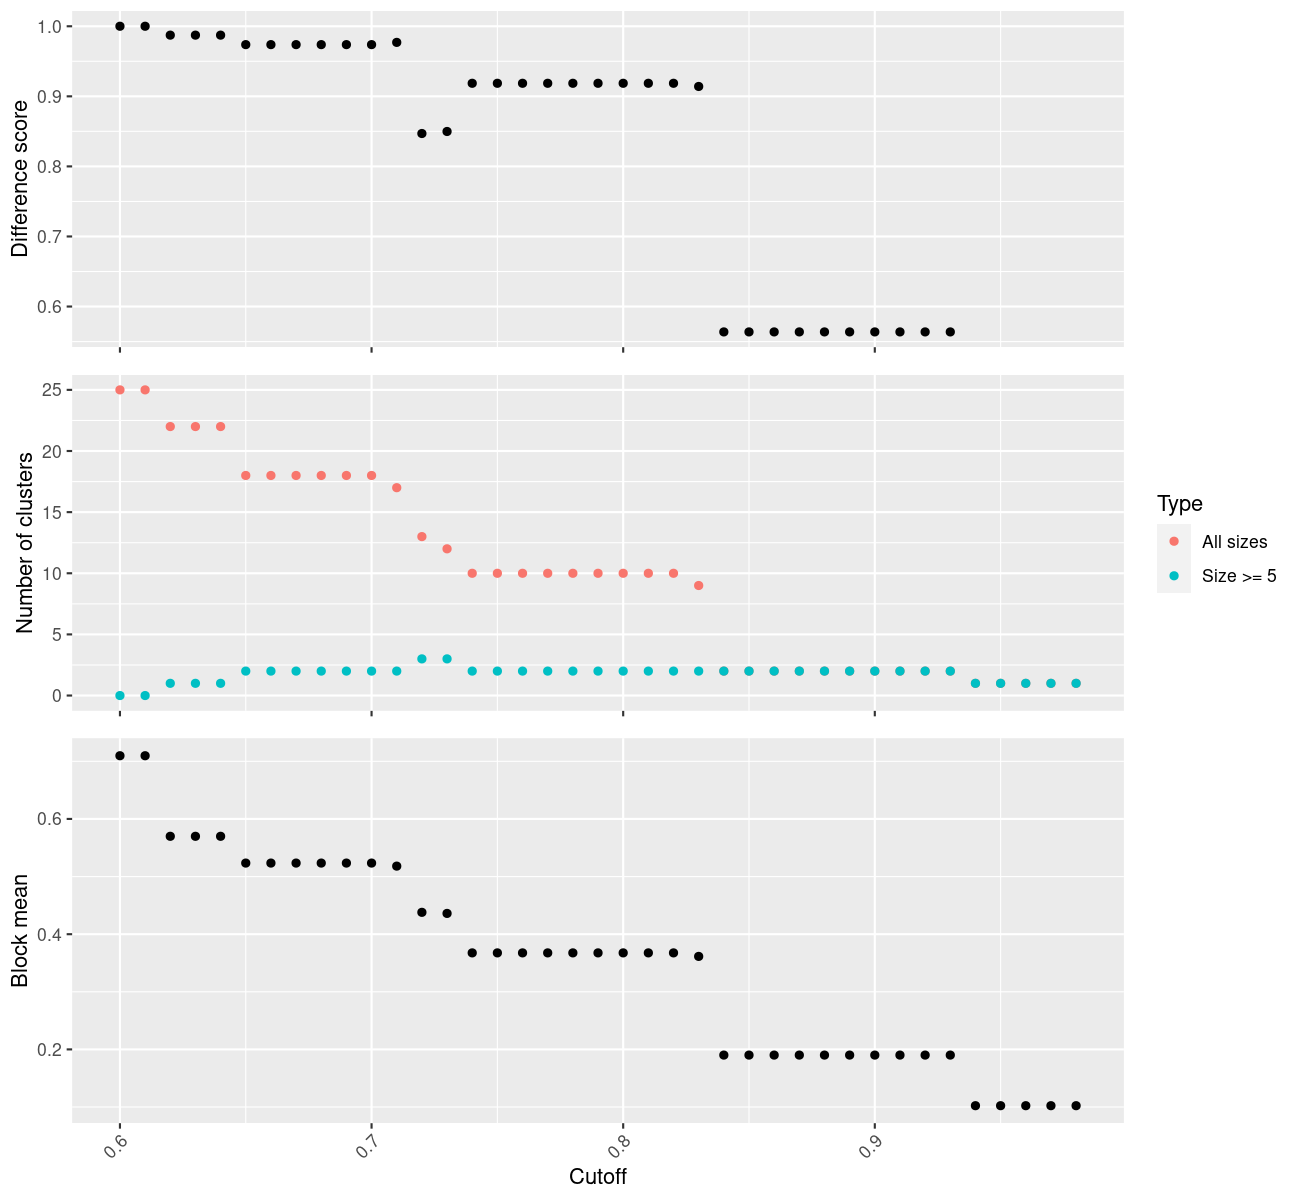 1.0
0.9
0.8
0.7
0.6
Difference score
25
20
15
10
5
0
Number of clusters
Type
All sizes
Size >= 5
0.6
0.4
0.2
Block mean
0.6
0.7
0.8
0.9
Cutoff